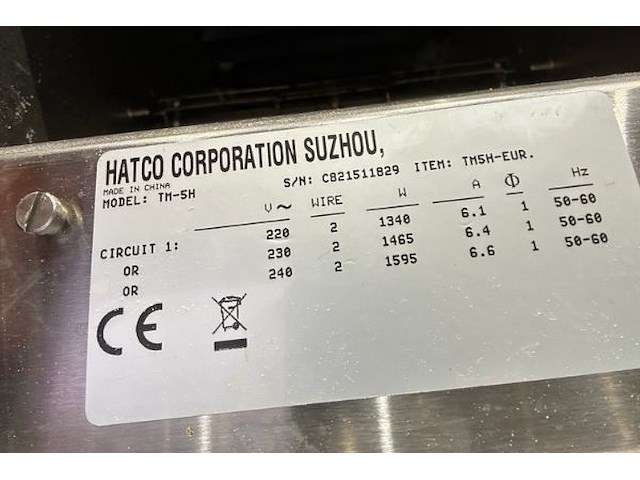 HATCO CORPORATION SUZHOU,
MADE IN CHINA
MODEL: TM-5H S/N: C821511829 ITEM: TM5H-EUR.
V~ WIRE W A Φ Hz
CIRCUIT 1: 220 2 1340 6.1 1 50-60
OR 230 2 1465 6.4 1 50-60
OR 240 2 1595 6.6 1 50-60
CE